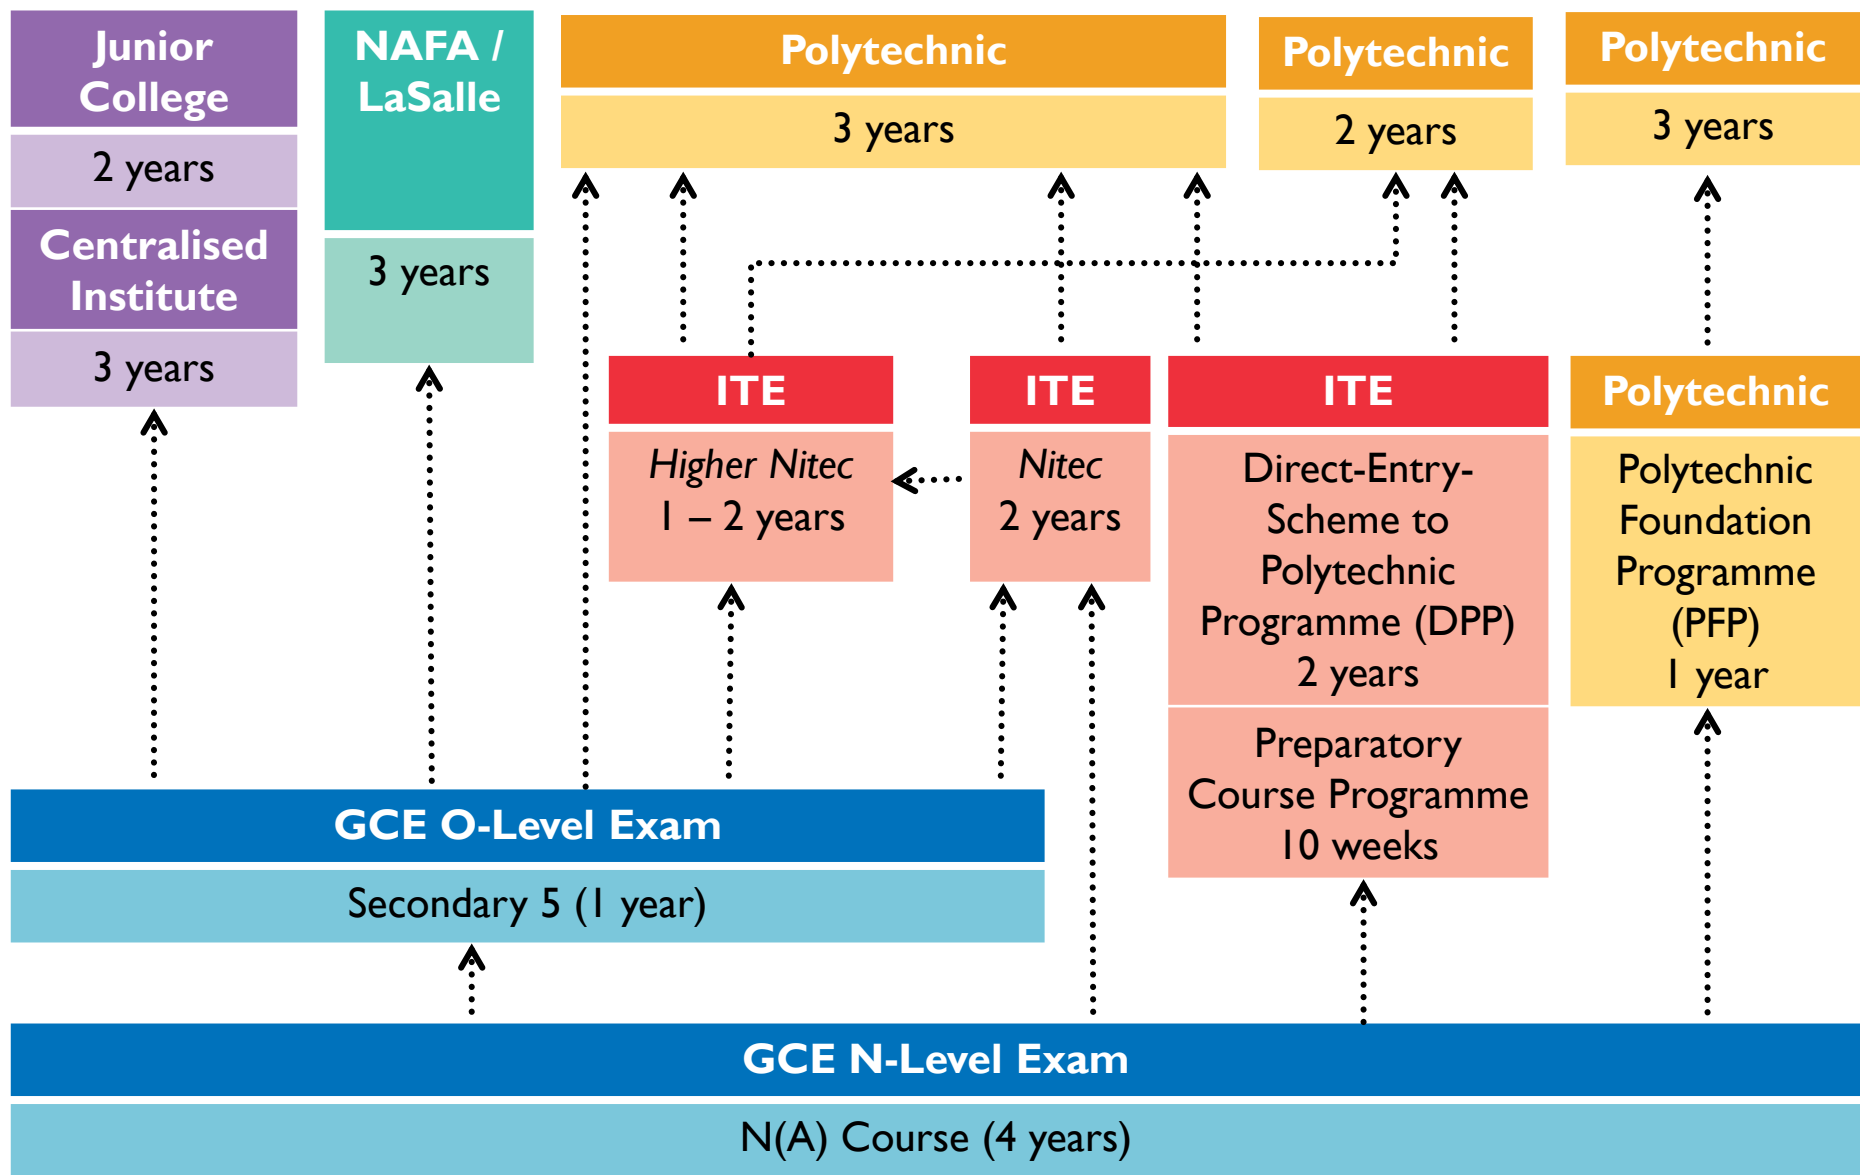 Junior
College
2 years
Centralised
Institute
3 years
NAFA /
LaSalle
3 years
Polytechnic
3 years
Polytechnic
2 years
Polytechnic
3 years
ITE
Higher Nitec
1 – 2 years
ITE
Nitec
2 years
ITE
Direct-Entry-
Scheme to
Polytechnic
Programme (DPP)
2 years
Preparatory
Course Programme
10 weeks
Polytechnic
Polytechnic
Foundation
Programme
(PFP)
1 year
GCE O-Level Exam
Secondary 5 (1 year)
GCE N-Level Exam
N(A) Course (4 years)